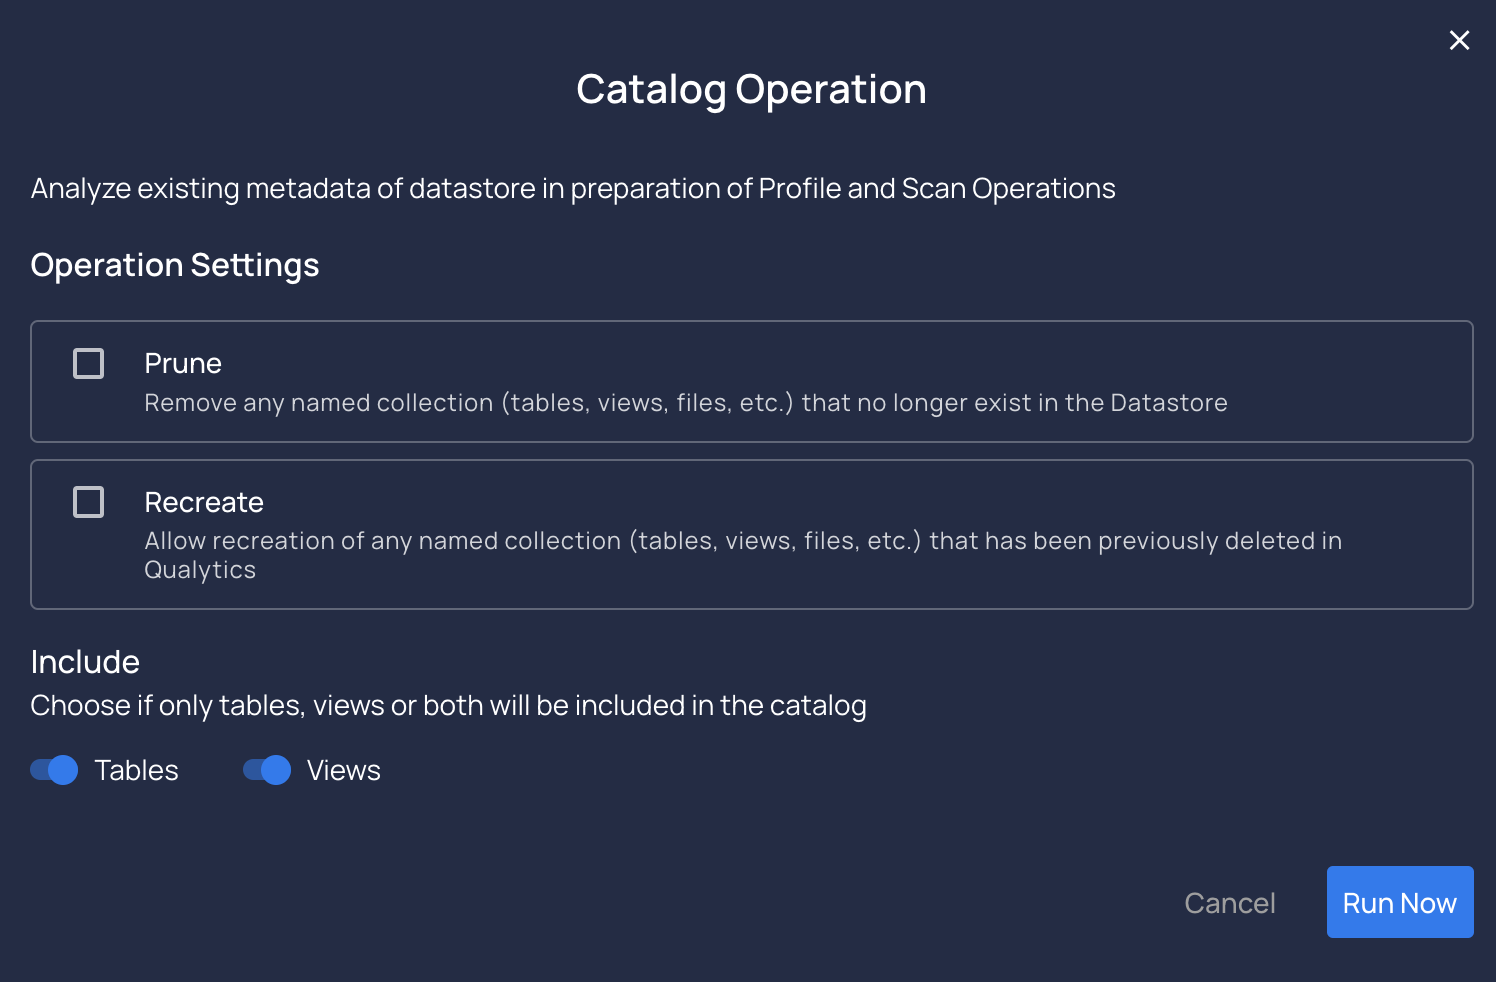 Catalog Operation
Analyze existing metadata of datastore in preparation of Profile and Scan Operations
Operation Settings
Prune
Remove any named collection (tables, views, files, etc.) that no longer exist in the Datastore
Recreate
Allow recreation of any named collection (tables, views, files, etc.) that has been previously deleted in
Qualytics
Include
Choose if only tables, views or both will be included in the catalog
Tables Views
Cancel Run Now